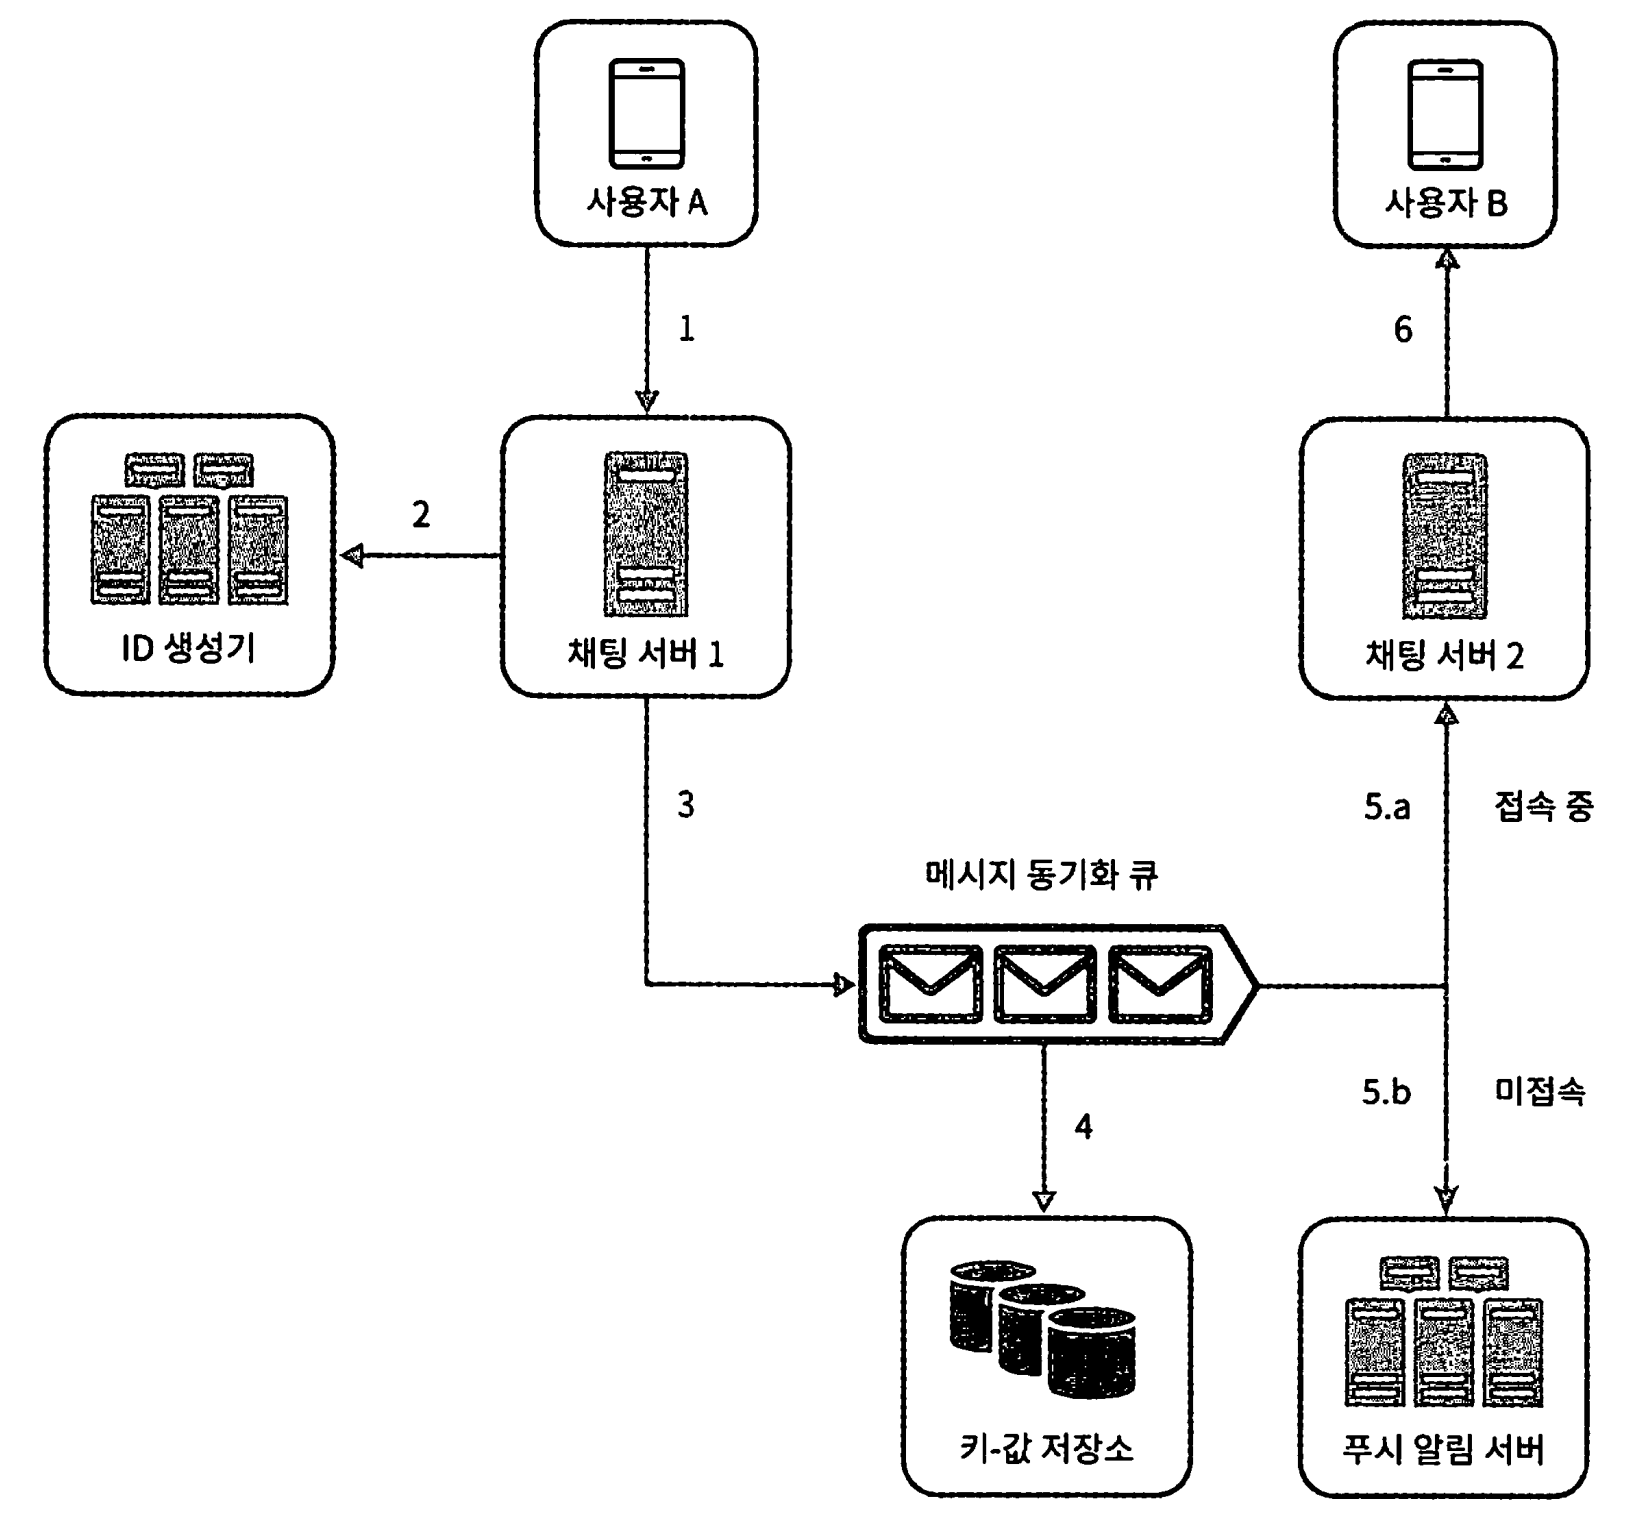 사용자 A
사용자 B
1
6
2
ID 생성기
채팅 서버 1
채팅 서버 2
3
5.a
접속 중
메시지 동기화 큐
5.b
미접속
4
키-값 저장소
푸시 알림 서버